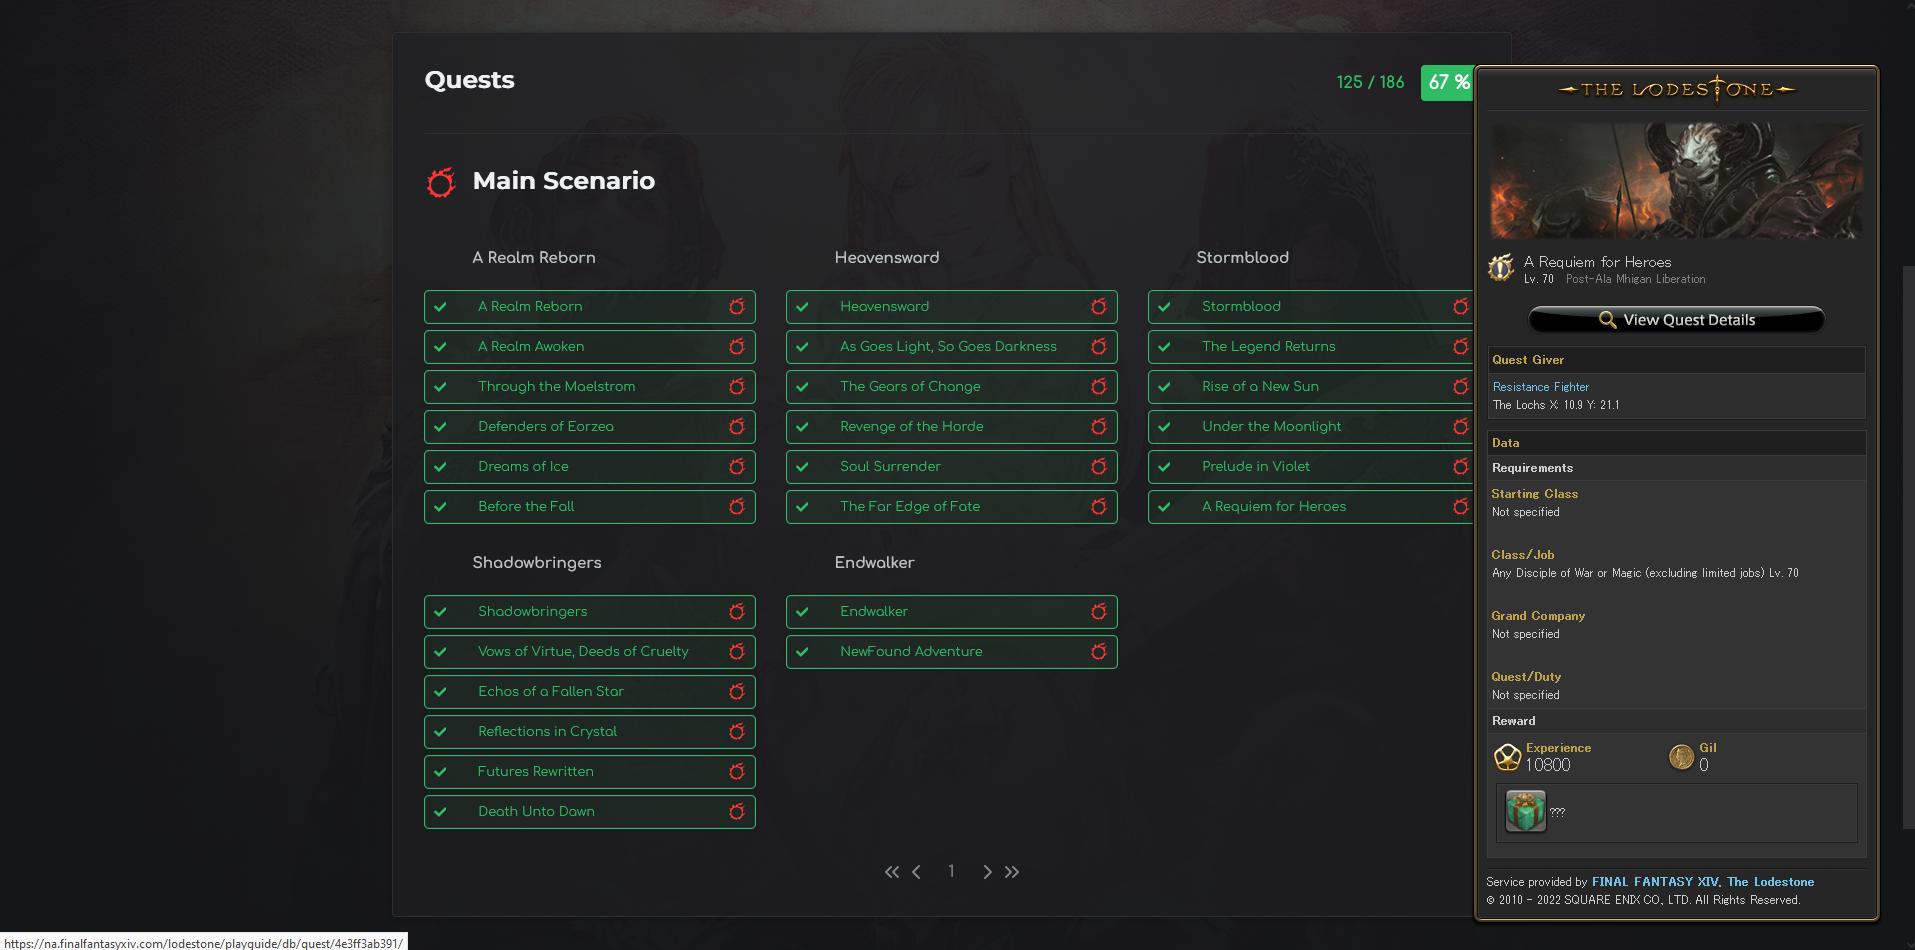 Quests
125 / 186
67 %
Main Scenario
A Realm Reborn
A Realm Reborn
A Realm Awoken
Through the Maelstrom
Defenders of Eorzea
Dreams of Ice
Before the Fall
Heavensward
Heavensward
As Goes Light, So Goes Darkness
The Gears of Change
Revenge of the Horde
Soul Surrender
The Far Edge of Fate
Stormblood
Stormblood
The Legend Returns
Rise of a New Sun
Under the Moonlight
Prelude in Violet
A Requiem for Heroes
Shadowbringers
Shadowbringers
Vows of Virtue, Deeds of Cruelty
Echos of a Fallen Star
Reflections in Crystal
Futures Rewritten
Death Unto Dawn
Endwalker
Endwalker
NewFound Adventure
1
THE LODESTONE
A Requiem for Heroes
Lv. 70 Post-Ala Mhigan Liberation
View Quest Details
Quest Giver
Resistance Fighter
The Lochs X: 10.9 Y: 21.1
Data
Requirements
Starting Class
Not specified
Class/Job
Any Disciple of War or Magic (excluding limited jobs) Lv. 70
Grand Company
Not specified
Quest/Duty
Not specified
Reward
Experience
10800
Gil
0
???
Service provided by FINAL FANTASY XIV, The Lodestone
© 2010 - 2022 SQUARE ENIX CO., LTD. All Rights Reserved.
https://na.finalfantasyxiv.com/lodestone/playguide/db/quest/4e3ff3ab391/